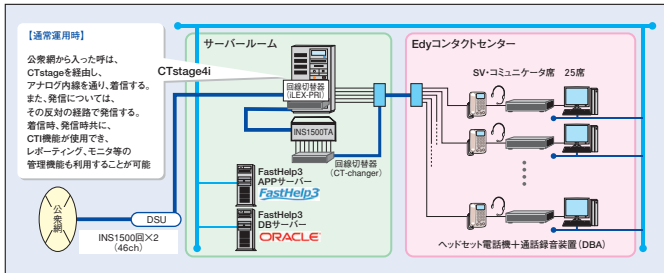 【通常運用時】
公衆網から入った呼は、
CTstageを経由し、
アナログ内線を通り、着信する。
また、発信については、
その反対の経路で発信する。
着信時、発信時共に、
CTI機能が使用でき、
レポーティング、モニタ等の
管理機能も利用することが可能
サーバールーム
CTstage4i
回線切替器
(iLEX-PRI)
INS1500TA
回線切替器
(CT-changer)
FastHelp3
APPサーバー
FastHelp3
FastHelp3
DBサーバー
ORACLE
公衆網
DSU
INS1500回×2
(46ch)
Edyコンタクトセンター
SV・コミュニケータ席 25席
ヘッドセット電話機＋通話録音装置(DBA)